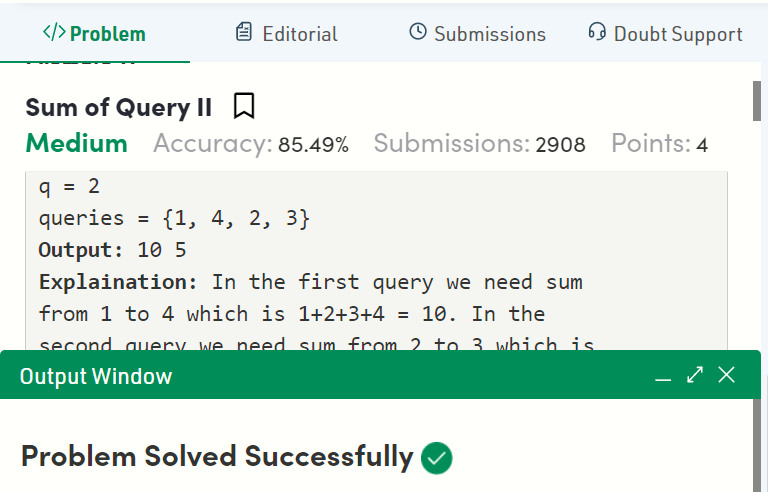 </> Problem Editorial Submissions Doubt Support
Sum of Query II
Medium Accuracy: 85.49% Submissions: 2908 Points: 4
q = 2
queries = {1, 4, 2, 3}
Output: 10 5
Explaination: In the first query we need sum
from 1 to 4 which is 1+2+3+4 = 10. In the
second query we need sum from 2 to 3 which is
Output Window
Problem Solved Successfully